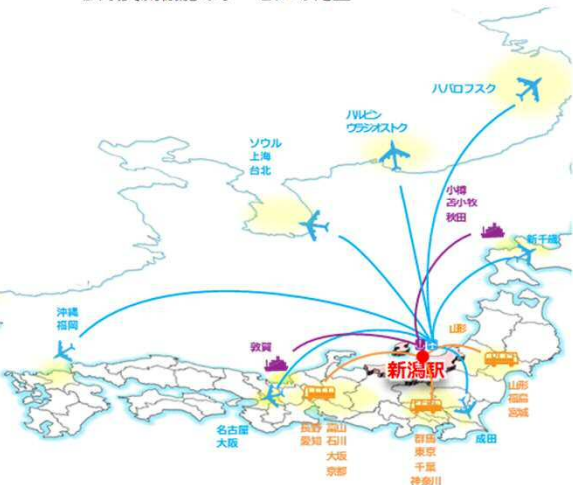 ハバロフスク
ハルビン
ウラジオストク
ソウル
上海
台北
小樽
苫小牧
秋田
新千歳
沖縄
福岡
敦賀
山形
新潟駅
名古屋
大阪
長野
愛知
富山
石川
大阪
京都
群馬
東京
千葉
神奈川
成田
山形
福島
宮城